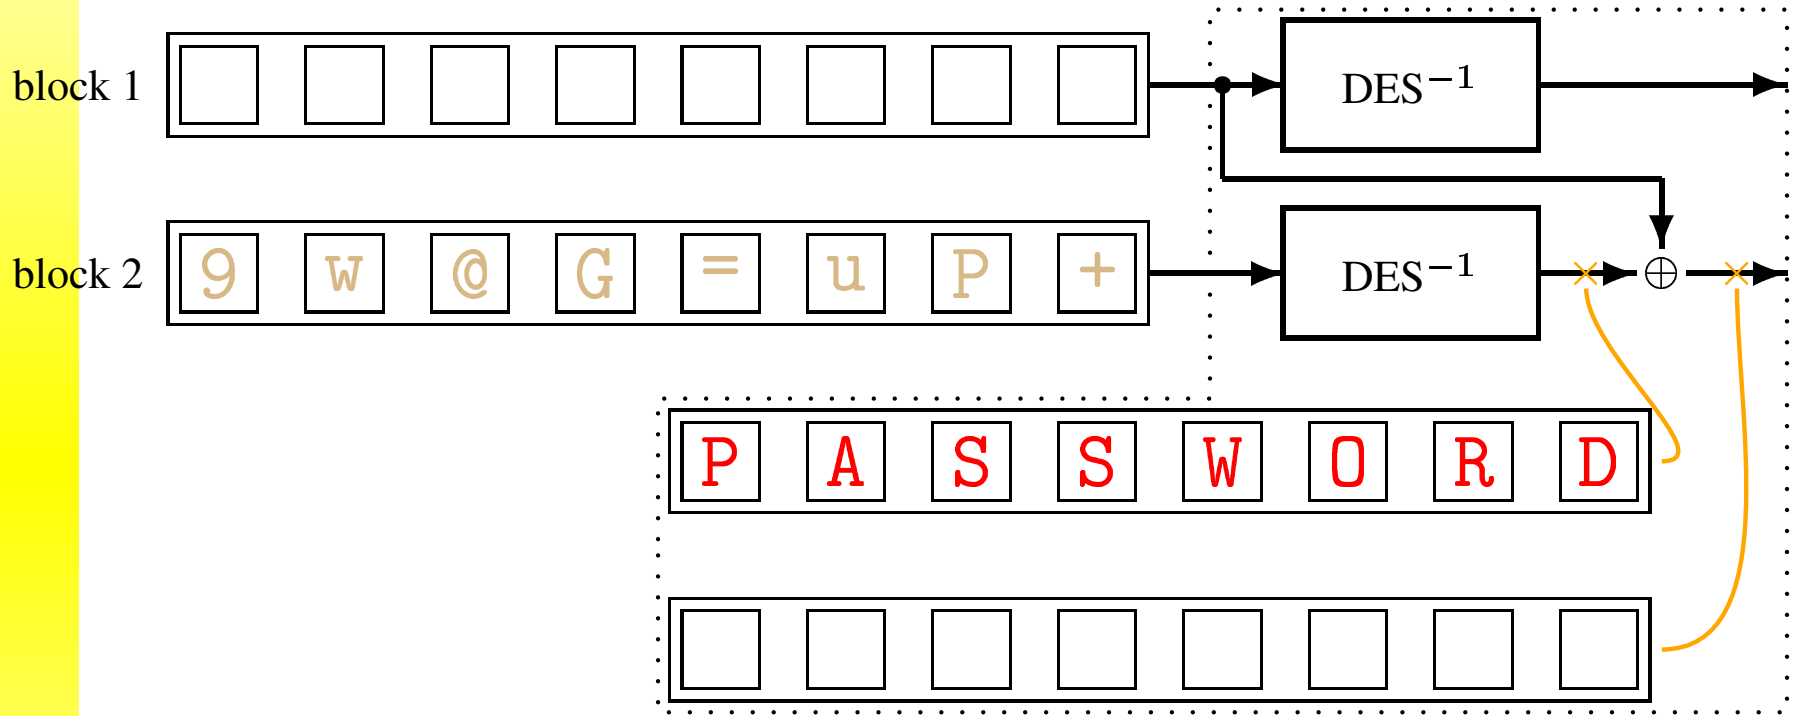 block 1 DES⁻¹
block 2 9 w @ G = u P + DES⁻¹
P A S S W O R D